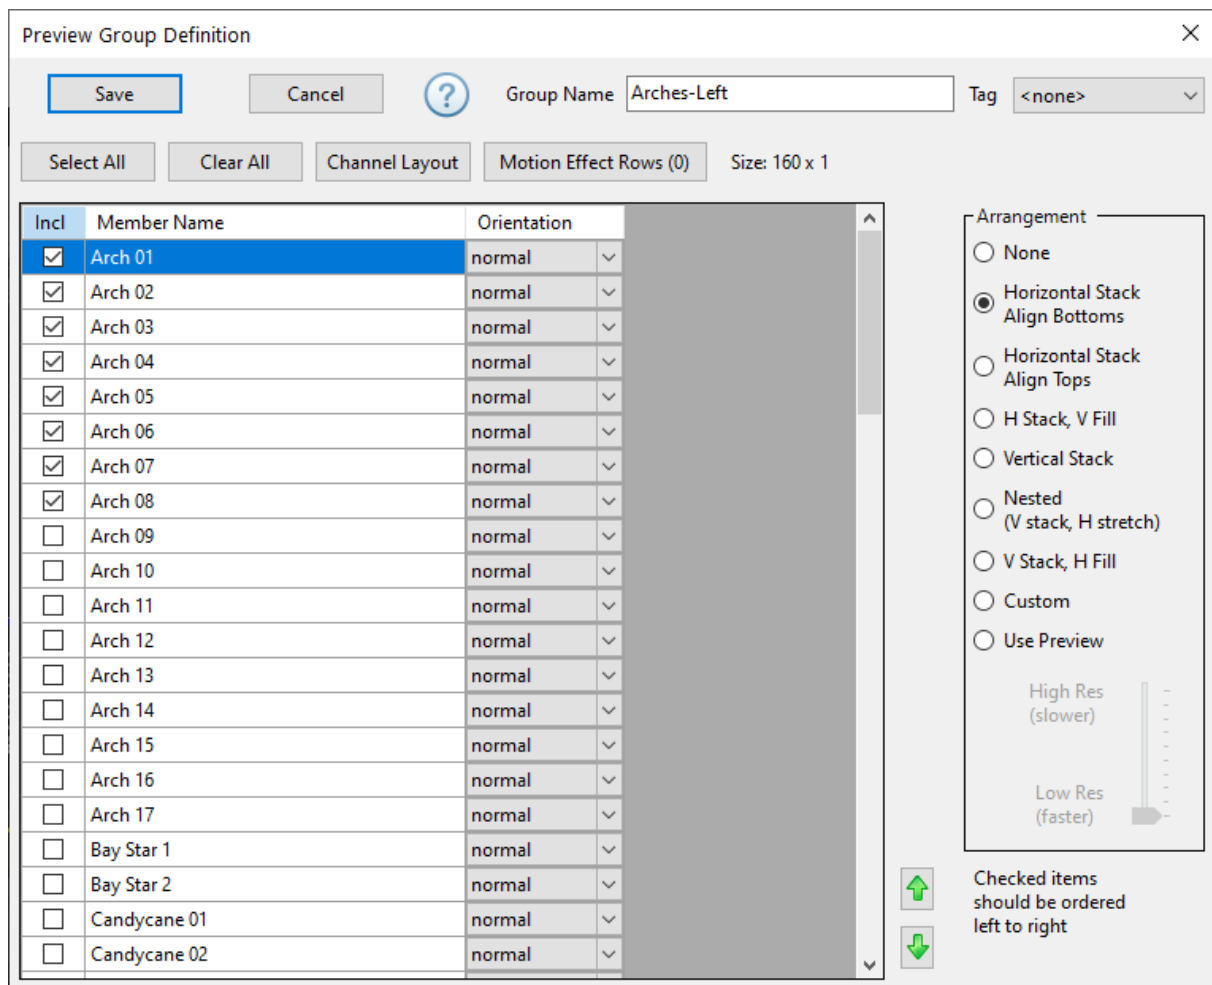 Preview Group Definition
Save Cancel ? Group Name Arches-Left Tag <none>
Select All Clear All Channel Layout Motion Effect Rows (0) Size: 160 x 1
Incl Member Name Orientation
Arch 01 normal
Arch 02 normal
Arch 03 normal
Arch 04 normal
Arch 05 normal
Arch 06 normal
Arch 07 normal
Arch 08 normal
Arch 09 normal
Arch 10 normal
Arch 11 normal
Arch 12 normal
Arch 13 normal
Arch 14 normal
Arch 15 normal
Arch 16 normal
Arch 17 normal
Bay Star 1 normal
Bay Star 2 normal
Candycane 01 normal
Candycane 02 normal
Arrangement
None
Horizontal Stack
Align Bottoms
Horizontal Stack
Align Tops
H Stack, V Fill
Vertical Stack
Nested
(V stack, H stretch)
V Stack, H Fill
Custom
Use Preview
High Res
(slower)
Low Res
(faster)
Checked items
should be ordered
left to right